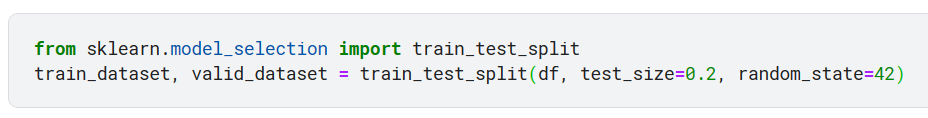 from sklearn.model_selection import train_test_split
train_dataset, valid_dataset = train_test_split(df, test_size=0.2, random_state=42)